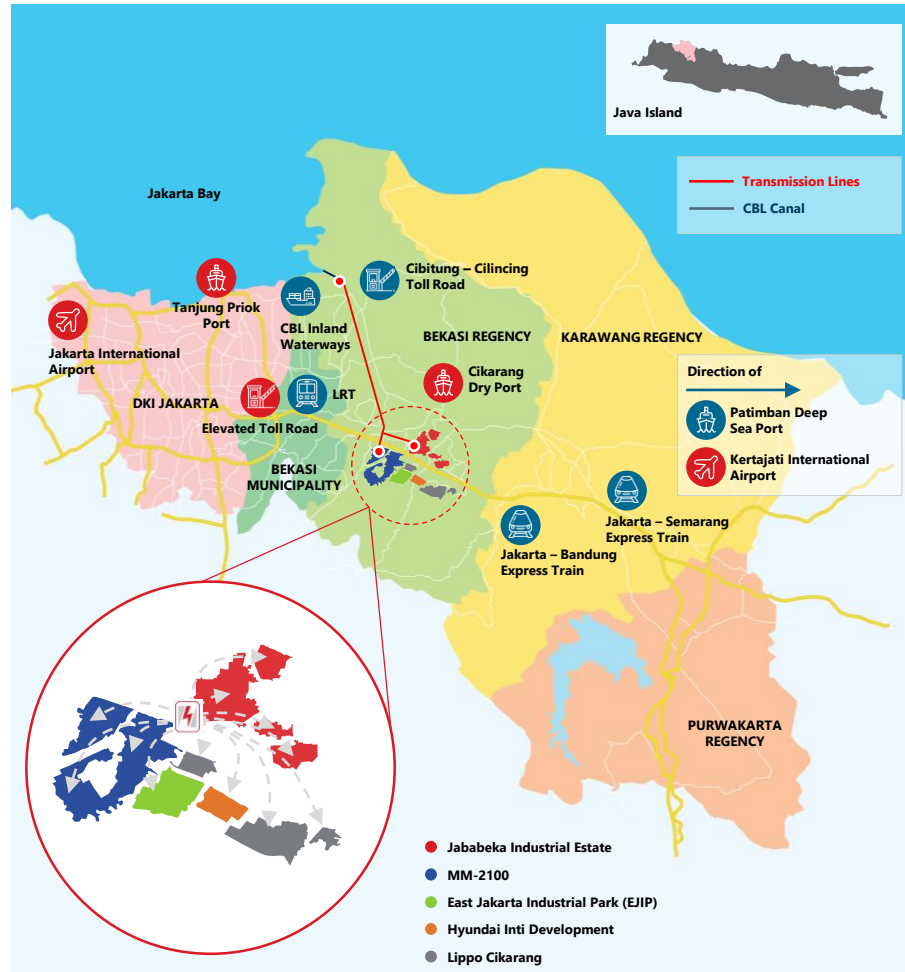 Java Island
Transmission Lines
CBL Canal
Jakarta Bay
Cibitung – Cilincing
Toll Road
Tanjung Priok
Port
CBL Inland
Waterways
BEKASI REGENCY
KARAWANG REGENCY
Jakarta International
Airport
Cikarang
Dry Port
Direction of
DKI JAKARTA
LRT
Elevated Toll Road
Patimban Deep
Sea Port
Kertajati International
Airport
BEKASI
MUNICIPALITY
Jakarta – Semarang
Express Train
Jakarta – Bandung
Express Train
PURWAKARTA
REGENCY
Jababeka Industrial Estate
MM-2100
East Jakarta Industrial Park (EJIP)
Hyundai Inti Development
Lippo Cikarang